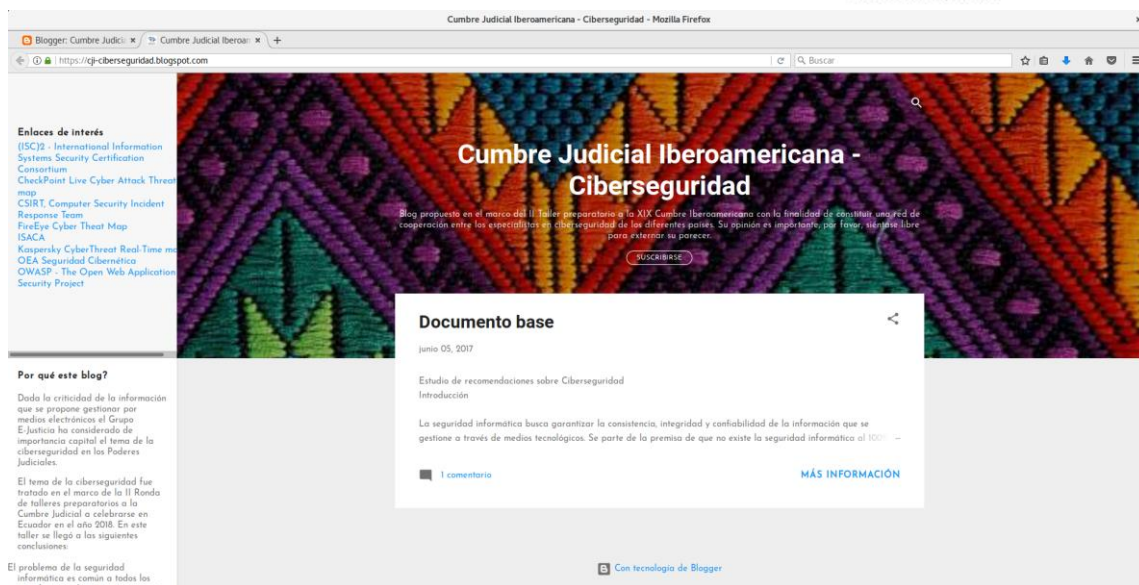 Cumbre Judicial Iberoamericana - Ciberseguridad - Mozilla Firefox
Blogger: Cumbre Judici
Cumbre Judicial Iberoa
https://cji-ciberseguridad.blogspot.com
Buscar
Enlaces de interés
(ISC)2 - International Information
Systems Security Certification
Consortium
CheckPoint Live Cyber Attack Threat
map
CSIRT, Computer Security Incident
Response Team
FireEye Cyber Theat Map
ISACA
Kaspersky CyberThreat Real-Time
OEA Seguridad Cibernética
OWASP - The Open Web Application
Security Project
Por qué este blog?
Dada la criticidad de la información
que se propone gestionar por
medios electrónicos el Grupo
E-Justicia ha considerado de
importancia capital el tema de la
ciberseguridad en los Poderes
Judiciales.
El tema de la ciberseguridad fue
tratado en el marco de la II Ronda
de talleres preparatorios a la
Cumbre Judicial a celebrarse en
Ecuador en el año 2018. En este
taller se llegó a las siguientes
conclusiones:
El problema de la seguridad
informática es común a todos los
Cumbre Judicial Iberoamericana -
Ciberseguridad
Blog propuesto en el marco del II Taller preparatorio a la XIX Cumbre Iberoamericana con la finalidad de constituir una red de
cooperación entre los especialistas en ciberseguridad de los diferentes países. Su opinión es importante, por favor, siéntase libre
para externar su parecer.
SUSCRIBIRSE
Documento base
junio 05, 2017
Estudio de recomendaciones sobre Ciberseguridad
Introducción
La seguridad informática busca garantizar la consistencia, integridad y confiabilidad de la información que se
gestione a través de medios tecnológicos. Se parte de la premisa de que no existe la seguridad informática al 100%
1 comentario
MÁS INFORMACIÓN
Con tecnología de Blogger